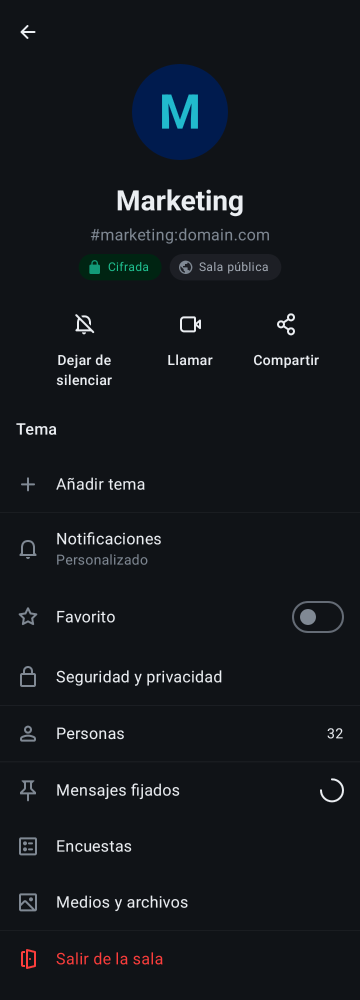 M
Marketing
#marketing:domain.com
Cifrada
Sala pública
Dejar de
silenciar
Llamar
Compartir
Tema
Añadir tema
Notificaciones
Personalizado
Favorito
Seguridad y privacidad
Personas 32
Mensajes fijados
Encuestas
Medios y archivos
Salir de la sala